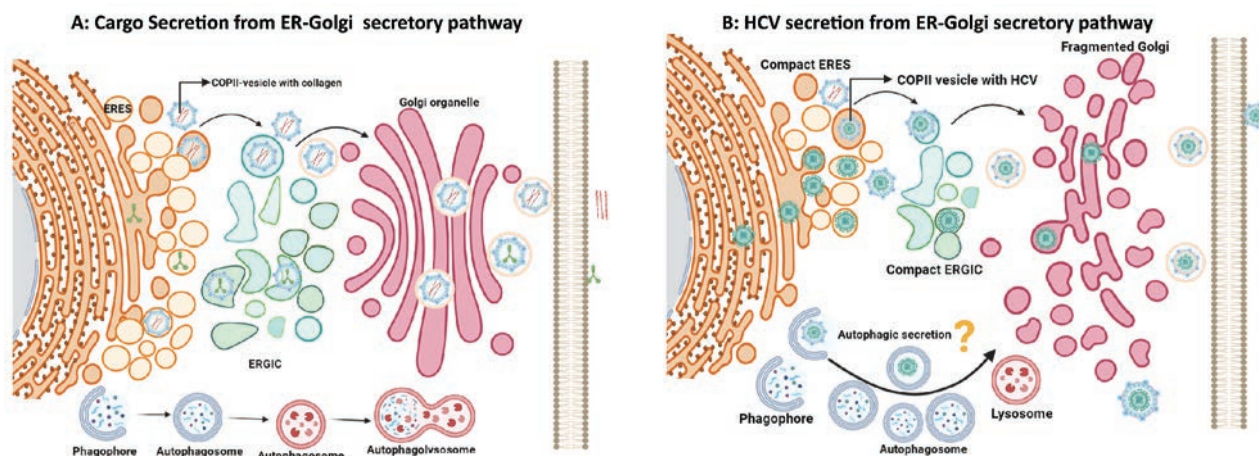 A: Cargo Secretion from ER-Golgi secretory pathway
COPII-vesicle with collagen
ERES
Golgi organelle
ERGIC
Phagophore
Autophagosome
Autophagosome
Autophagolvsosome
B: HCV secretion from ER-Golgi secretory pathway
Fragmented Golgi
Compact ERES
COPII vesicle with HCV
Compact ERGIC
Autophagic secretion ?
Phagophore
Lysosome
Autophagosome